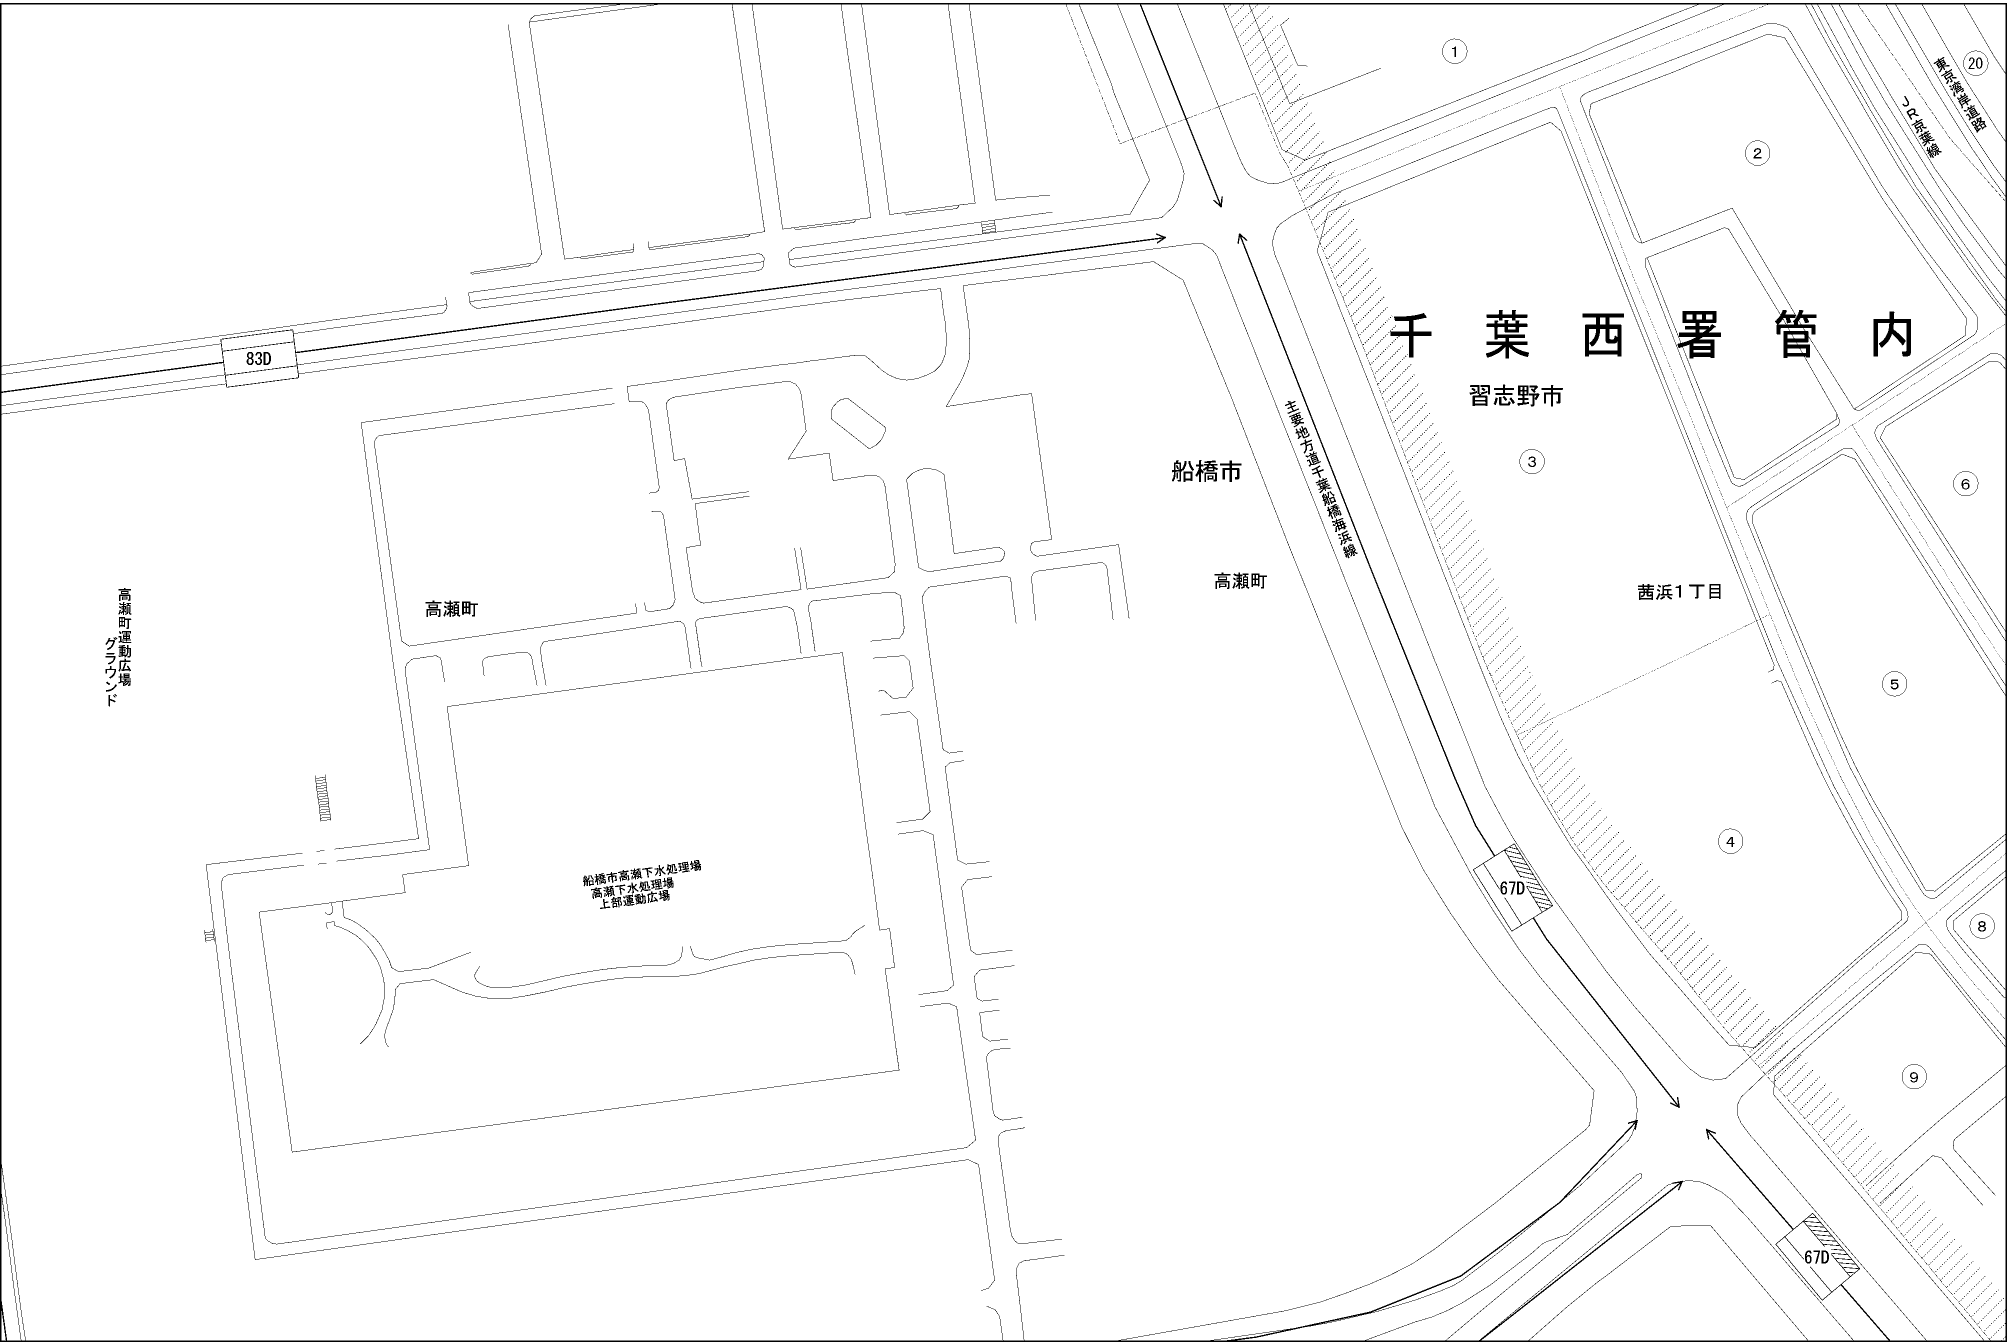 ①
⑳
東京湾岸道路
JR京葉線
②
83D
千葉西署管内
習志野市
主要地方道千葉船橋海浜線
船橋市
③
⑥
高瀬町
茜浜1丁目
高瀬町
高瀬町運動広場
グラウンド
⑤
④
船橋市高瀬下水処理場
高瀬下水処理場
上部運動広場
67D
⑧
⑨
67D